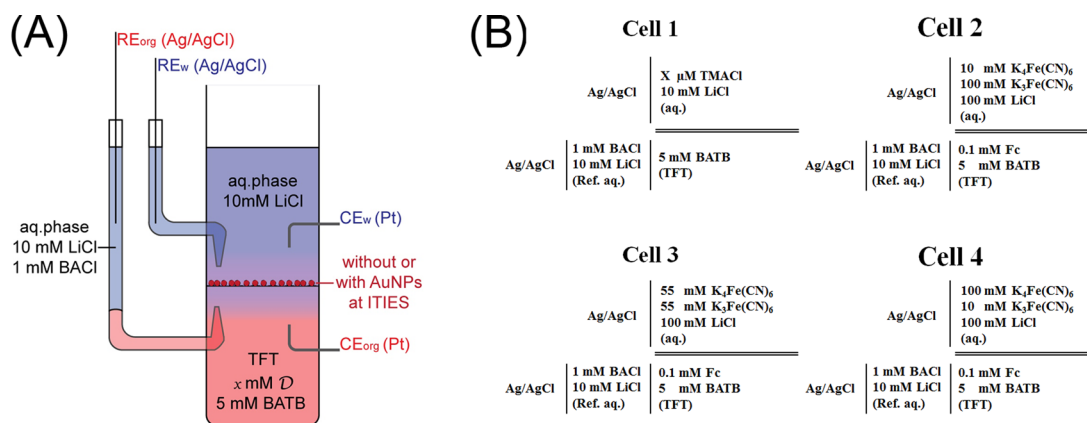 (A)
REorg (Ag/AgCl)
REw (Ag/AgCl)
aq.phase
10mM LiCl
CEw (Pt)
aq.phase
10 mM LiCl
1 mM BACl
without or
with AuNPs
at ITIES
CEorg (Pt)
TFT
x mM D
5 mM BATB
(B)
Cell 1
Ag/AgCl
X μM TMACl
10 mM LiCl
(aq.)
Ag/AgCl
1 mM BACl
10 mM LiCl
(Ref. aq.)
5 mM BATB
(TFT)
Cell 2
Ag/AgCl
10 mM K4Fe(CN)6
100 mM K3Fe(CN)6
100 mM LiCl
(aq.)
Ag/AgCl
1 mM BACl
10 mM LiCl
(Ref. aq.)
0.1 mM Fc
5 mM BATB
(TFT)
Cell 3
Ag/AgCl
55 mM K4Fe(CN)6
55 mM K3Fe(CN)6
100 mM LiCl
(aq.)
Ag/AgCl
1 mM BACl
10 mM LiCl
(Ref. aq.)
0.1 mM Fc
5 mM BATB
(TFT)
Cell 4
Ag/AgCl
100 mM K4Fe(CN)6
10 mM K3Fe(CN)6
100 mM LiCl
(aq.)
Ag/AgCl
1 mM BACl
10 mM LiCl
(Ref. aq.)
0.1 mM Fc
5 mM BATB
(TFT)